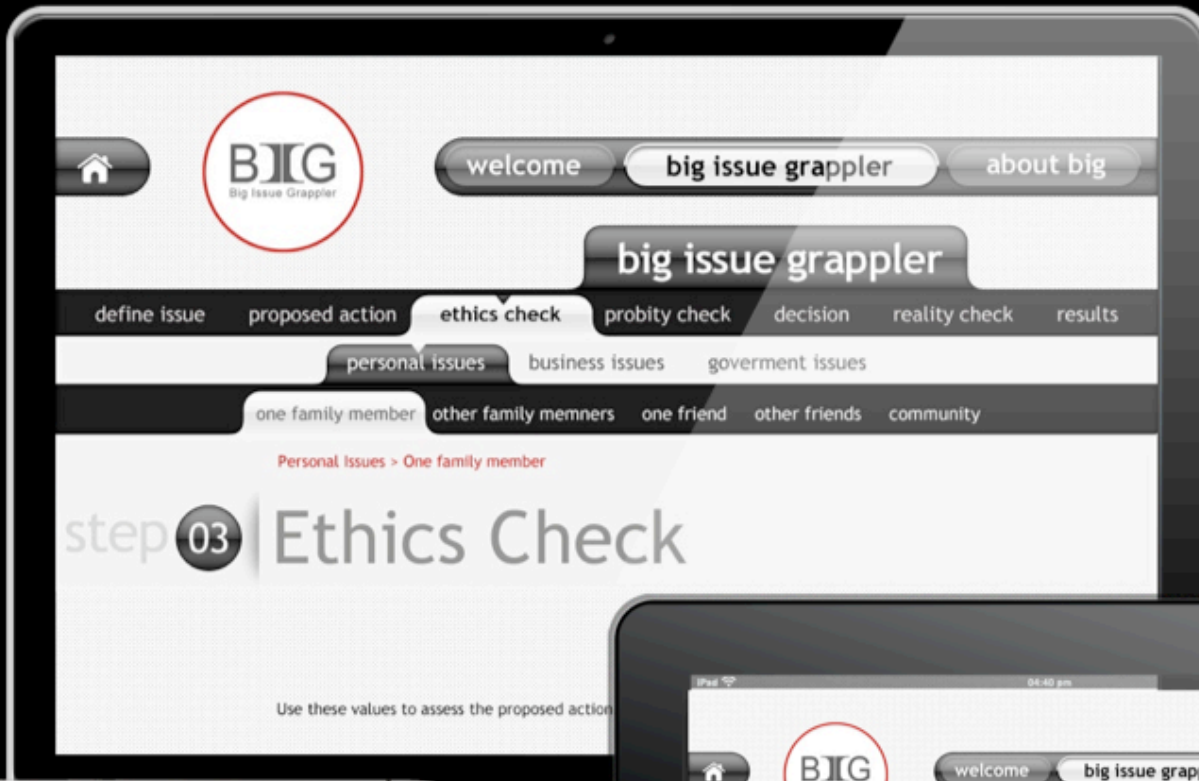 BIG
Big Issue Grappler
welcome big issue grappler about big
big issue grappler
define issue proposed action ethics check probity check decision reality check results
personal issues business issues goverment issues
one family member other family memners one friend other friends community
Personal Issues > One family member
step 03 Ethics Check
Use these values to assess the proposed action
iPad 04:40 pm
BIG
welcome big issue grap